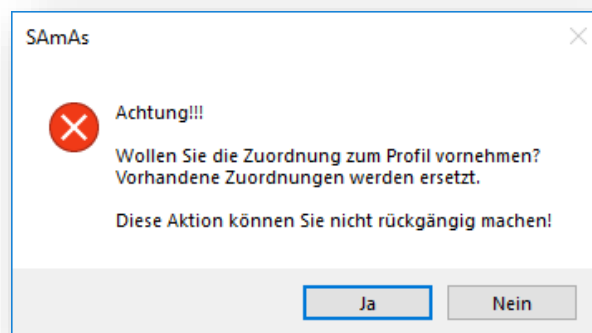 SAmAs
Achtung!!!
Wollen Sie die Zuordnung zum Profil vornehmen?
Vorhandene Zuordnungen werden ersetzt.
Diese Aktion können Sie nicht rückgängig machen!
Ja
Nein